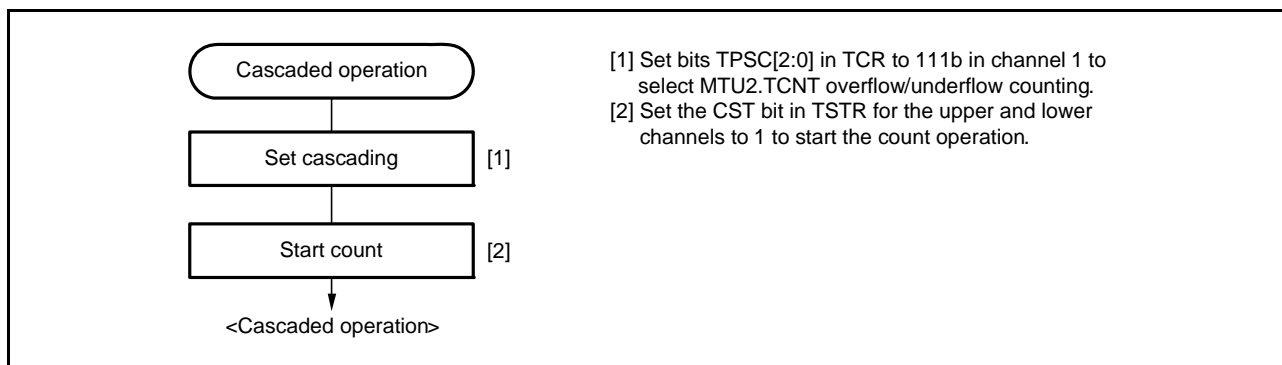 Cascaded operation
Set cascading
[1]
Start count
[2]
<Cascaded operation>
[1] Set bits TPSC[2:0] in TCR to 111b in channel 1 to
select MTU2.TCNT overflow/underflow counting.
[2] Set the CST bit in TSTR for the upper and lower
channels to 1 to start the count operation.